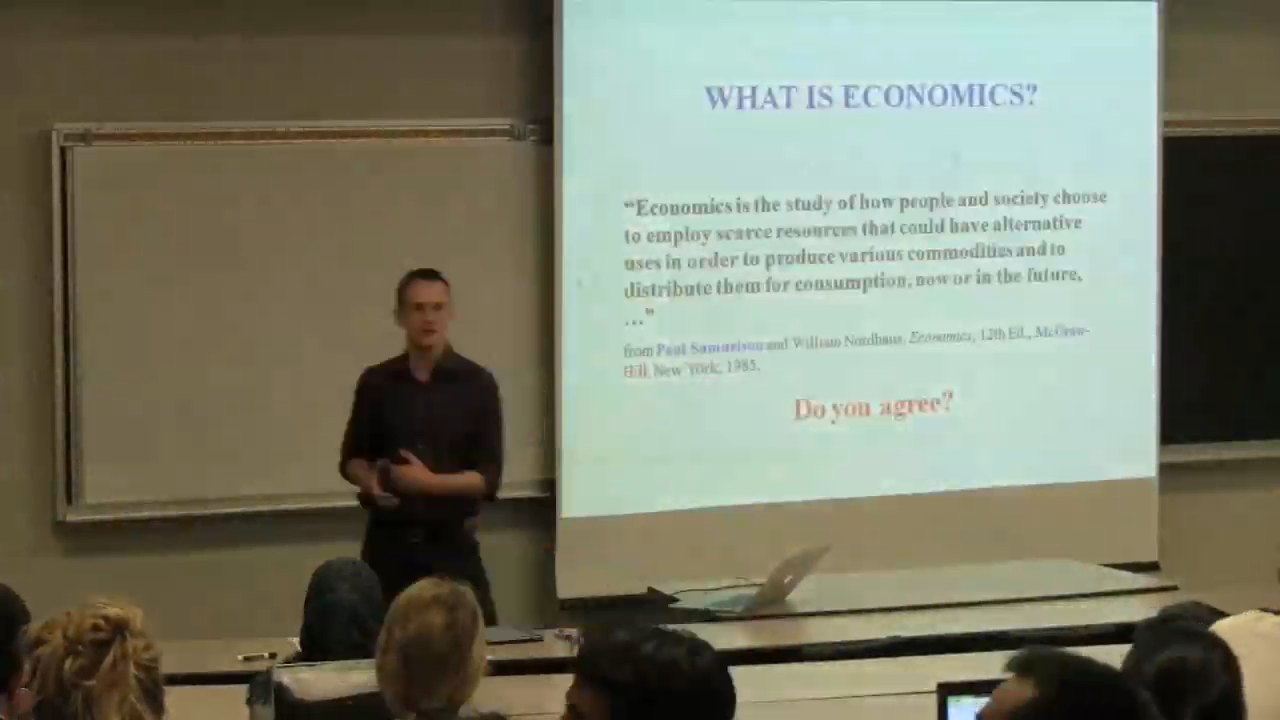 WHAT IS ECONOMICS?
“Economics is the study of how people and society choose
to employ scarce resources that could have alternative
uses in order to produce various commodities and to
distribute them for consumption, now or in the future,
…”
from Paul Samuelson and William Nordhaus, Economics, 12th Ed., McGraw-
Hill, New York, 1985.
Do you agree?